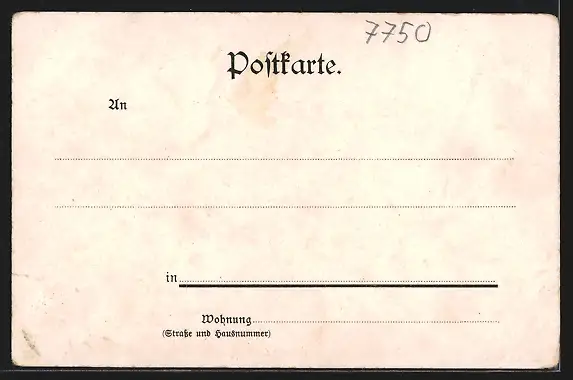 7750
Poſtkarte.
An
in
Wohnung
(Straße und Hausnummer)